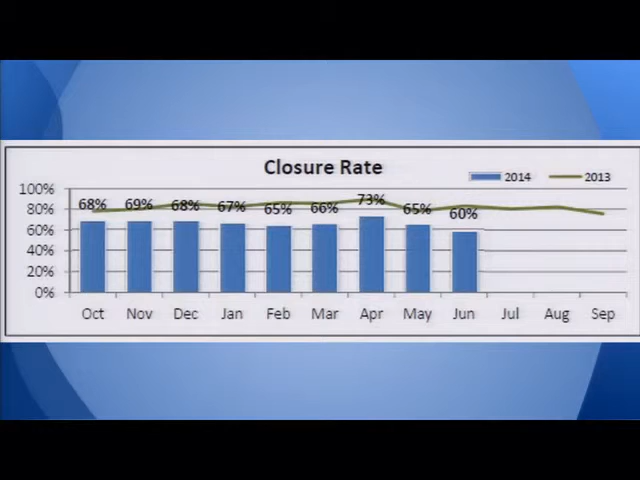 Closure Rate
2014 2013
100%
80%
60%
40%
20%
0%
68% 69% 68% 67% 65% 66% 73% 65% 60%
Oct Nov Dec Jan Feb Mar Apr May Jun Jul Aug Sep